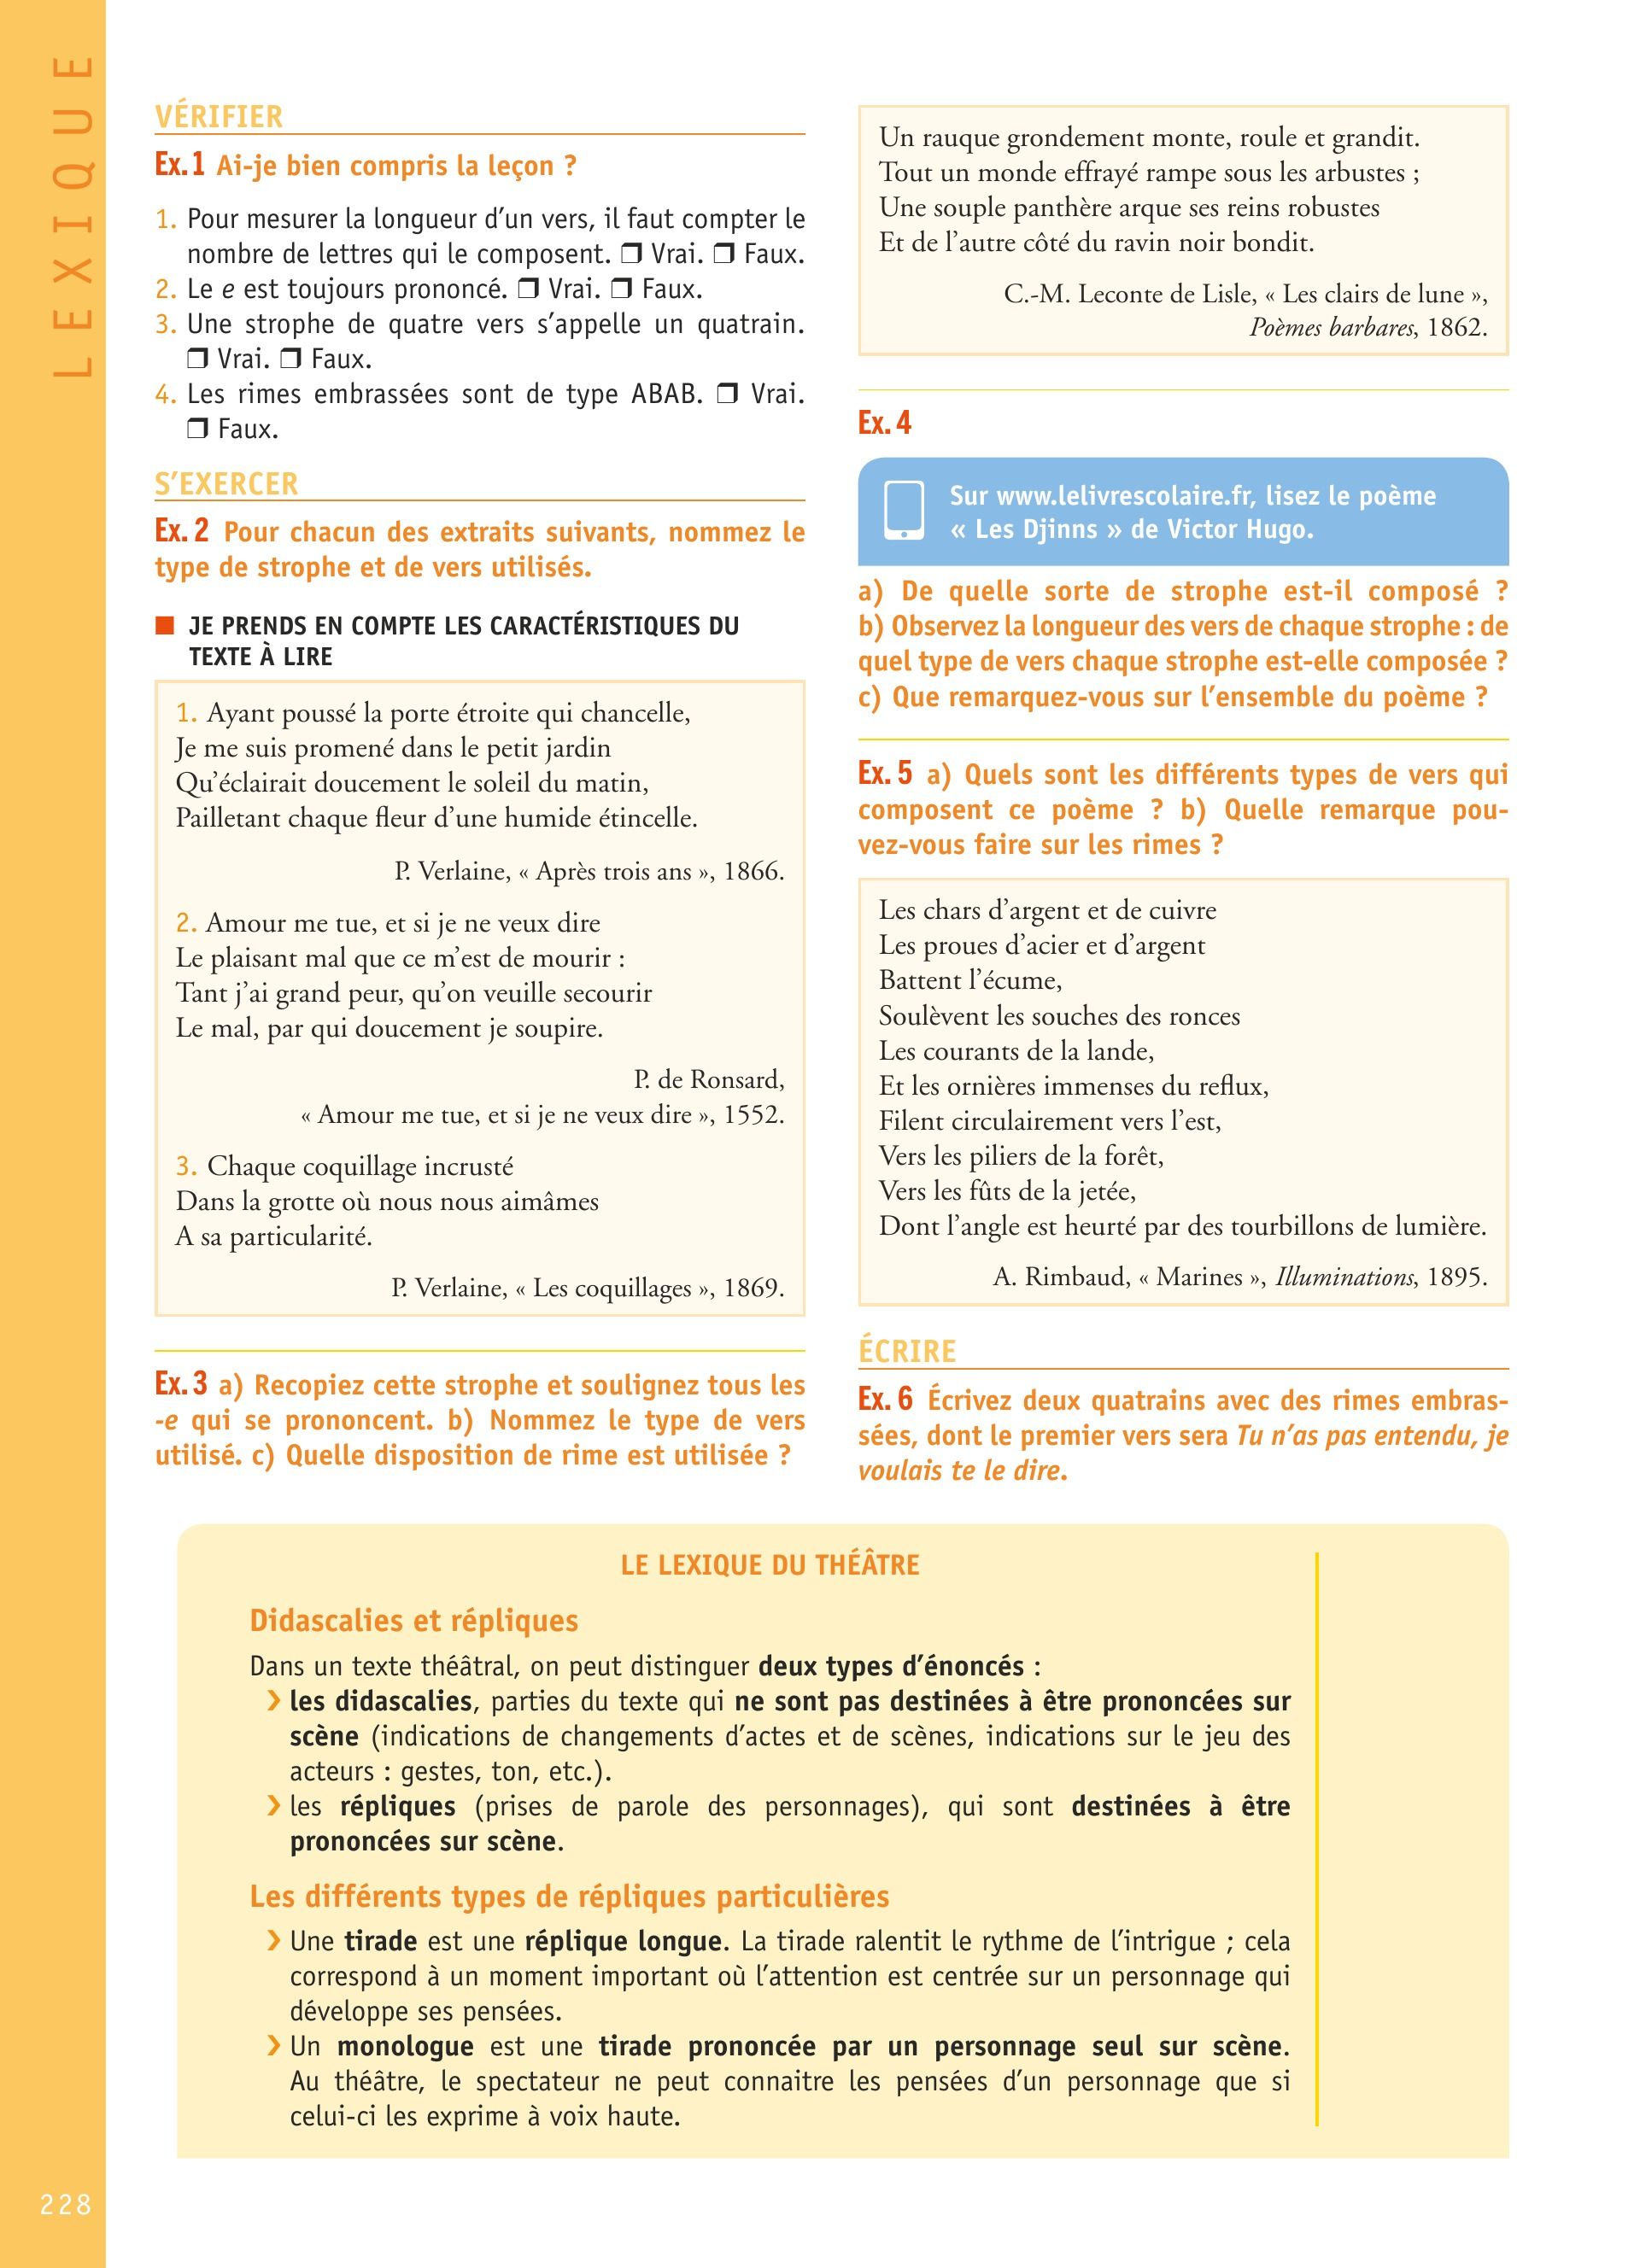 LEXIQUE
VÉRIFIER
Ex. 1 Ai-je bien compris la leçon ?
1. Pour mesurer la longueur d’un vers, il faut compter le
nombre de lettres qui le composent. ❒ Vrai. ❒ Faux.
2. Le e est toujours prononcé. ❒ Vrai. ❒ Faux.
3. Une strophe de quatre vers s’appelle un quatrain.
❒ Vrai. ❒ Faux.
4. Les rimes embrassées sont de type ABAB. ❒ Vrai.
❒ Faux.
S’EXERCER
Ex. 2 Pour chacun des extraits suivants, nommez le
type de strophe et de vers utilisés.
■ JE PRENDS EN COMPTE LES CARACTÉRISTIQUES DU
TEXTE À LIRE
1. Ayant poussé la porte étroite qui chancelle,
Je me suis promené dans le petit jardin
Qu’éclairait doucement le soleil du matin,
Pailletant chaque fleur d’une humide étincelle.
P. Verlaine, « Après trois ans », 1866.
2. Amour me tue, et si je ne veux dire
Le plaisant mal que ce m’est de mourir :
Tant j’ai grand peur, qu’on veuille secourir
Le mal, par qui doucement je soupire.
P. de Ronsard,
« Amour me tue, et si je ne veux dire », 1552.
3. Chaque coquillage incrusté
Dans la grotte où nous nous aimâmes
A sa particularité.
P. Verlaine, « Les coquillages », 1869.
Ex. 3 a) Recopiez cette strophe et soulignez tous les
-e qui se prononcent. b) Nommez le type de vers
utilisé. c) Quelle disposition de rime est utilisée ?
Un rauque grondement monte, roule et grandit.
Tout un monde effrayé rampe sous les arbustes ;
Une souple panthère arque ses reins robustes
Et de l’autre côté du ravin noir bondit.
C.-M. Leconte de Lisle, « Les clairs de lune »,
Poèmes barbares, 1862.
Ex. 4
Sur www.lelivrescolaire.fr, lisez le poème
« Les Djinns » de Victor Hugo.
a) De quelle sorte de strophe est-il composé ?
b) Observez la longueur des vers de chaque strophe : de
quel type de vers chaque strophe est-elle composée ?
c) Que remarquez-vous sur l’ensemble du poème ?
Ex. 5 a) Quels sont les différents types de vers qui
composent ce poème ? b) Quelle remarque pou-
vez-vous faire sur les rimes ?
Les chars d’argent et de cuivre
Les proues d’acier et d’argent
Battent l’écume,
Soulèvent les souches des ronces
Les courants de la lande,
Et les ornières immenses du reflux,
Filent circulairement vers l’est,
Vers les piliers de la forêt,
Vers les fûts de la jetée,
Dont l’angle est heurté par des tourbillons de lumière.
A. Rimbaud, « Marines », Illuminations, 1895.
ÉCRIRE
Ex. 6 Écrivez deux quatrains avec des rimes embras-
sées, dont le premier vers sera Tu n’as pas entendu, je
voulais te le dire.
LE LEXIQUE DU THÉÂTRE
Didascalies et répliques
Dans un texte théâtral, on peut distinguer deux types d’énoncés :
❯ les didascalies, parties du texte qui ne sont pas destinées à être prononcées sur
scène (indications de changements d’actes et de scènes, indications sur le jeu des
acteurs : gestes, ton, etc.).
❯ les répliques (prises de parole des personnages), qui sont destinées à être
prononcées sur scène.
Les différents types de répliques particulières
❯ Une tirade est une réplique longue. La tirade ralentit le rythme de l’intrigue ; cela
correspond à un moment important où l’attention est centrée sur un personnage qui
développe ses pensées.
❯ Un monologue est une tirade prononcée par un personnage seul sur scène.
Au théâtre, le spectateur ne peut connaitre les pensées d’un personnage que si
celui-ci les exprime à voix haute.
228